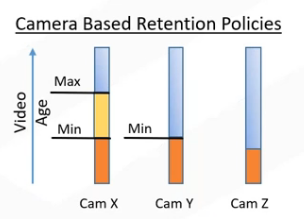 Camera Based Retention Policies
Max
Video
Age
Min
Min
Cam X
Cam Y
Cam Z